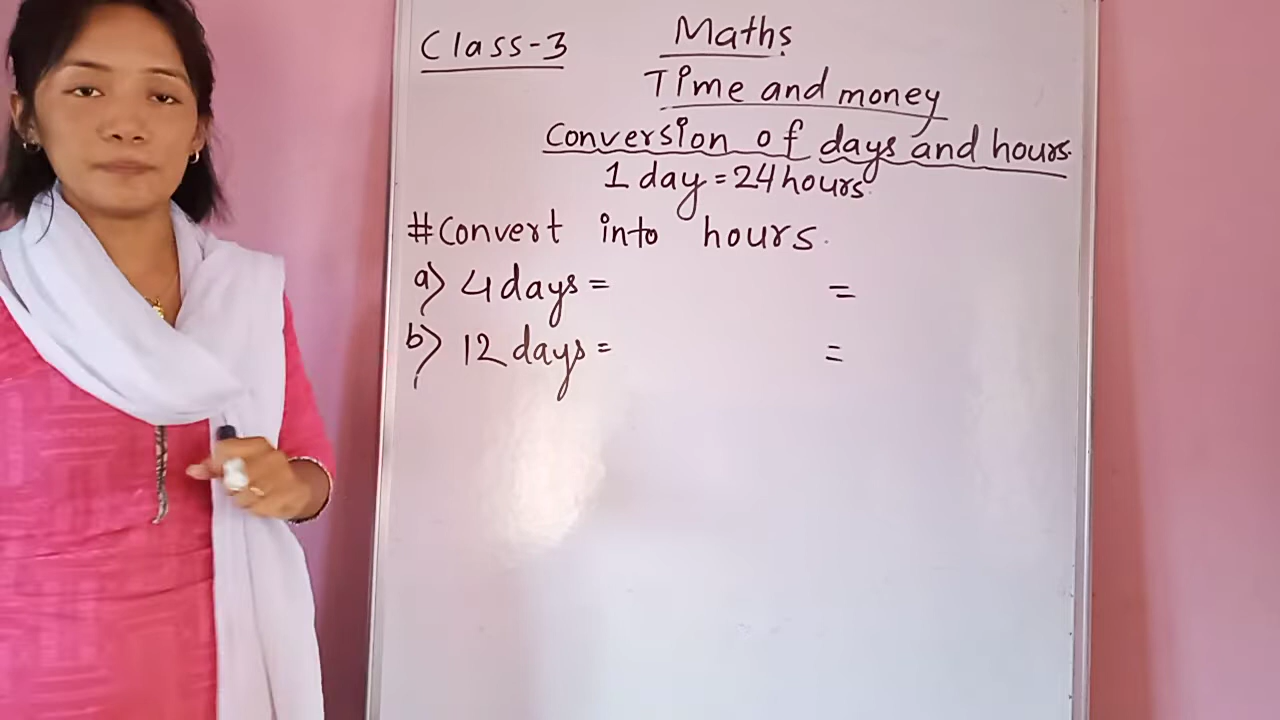 Class-3
Maths
Time and money
Conversion of days and hours.
1 day = 24 hours.
#Convert into hours.
a) 4 days = =
b) 12 days = =